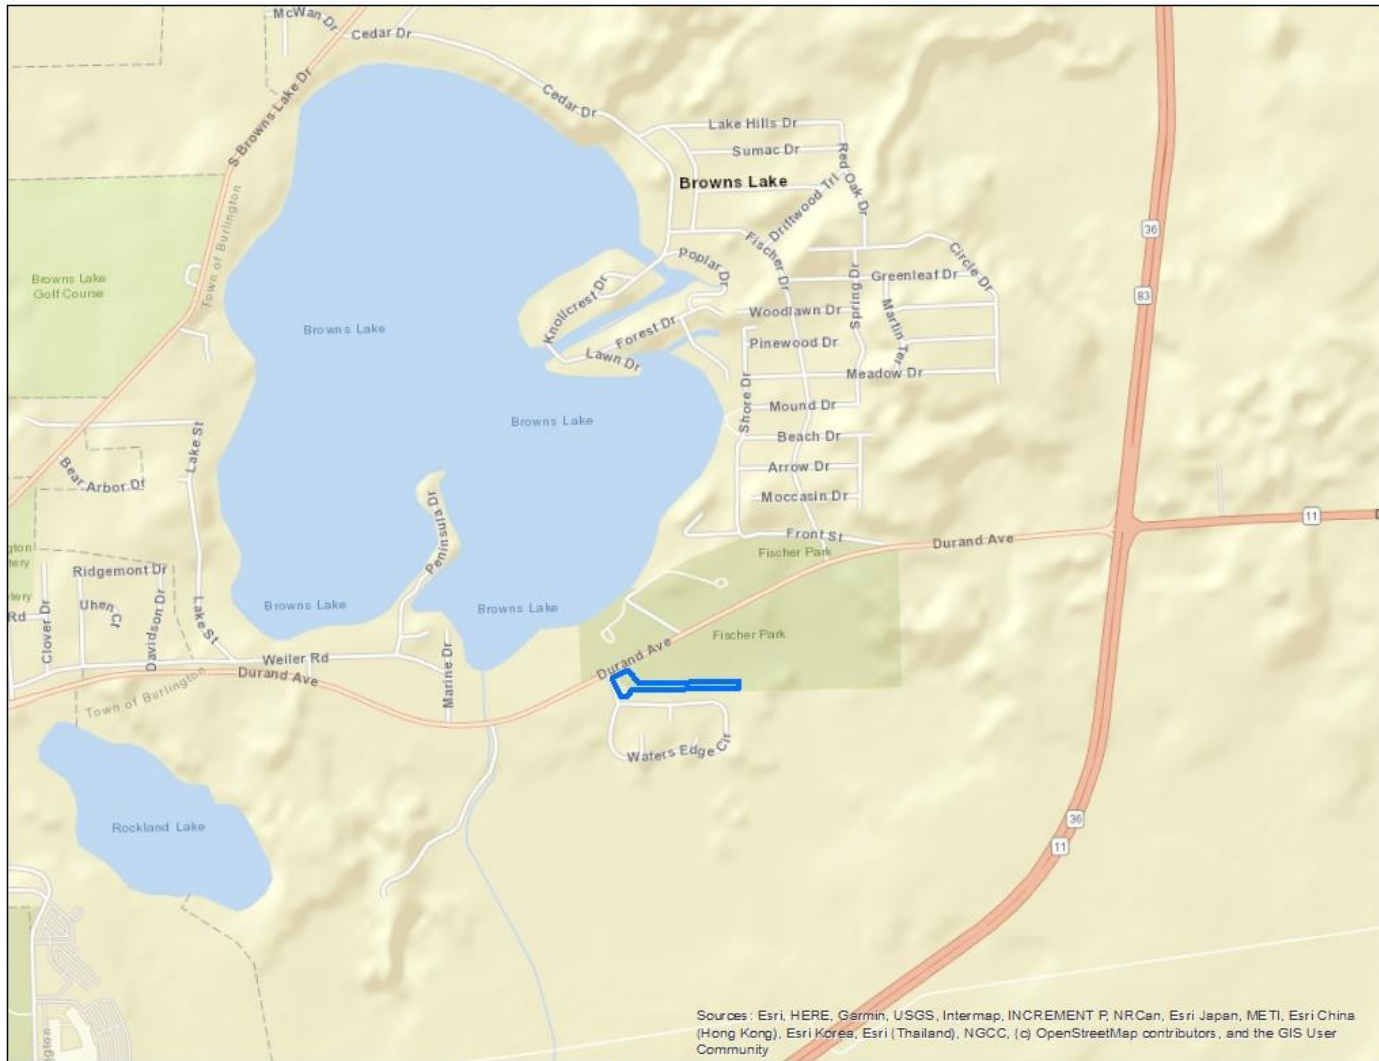 McWan Dr
Cedar Dr
S Browns Lake Dr
Cedar Dr
Lake Hills Dr
Sumac Dr
Red Oak Dr
Browns Lake
Driftwood Trl
Town of Burlington
36
Fischer Dr
Circle Dr
Poplar Dr
Browns Lake
Golf Course
Greenleaf Dr
Knollcrest Dr
Spring Dr
83
Woodlawn Dr
Martin Ter
Browns Lake
Forest Dr
Pinewood Dr
Lawn Dr
Meadow Dr
Shore Dr
Mound Dr
Browns Lake
Beach Dr
Lake St
Bear Arbor Dr
Arrow Dr
Moccasin Dr
Peninsula Dr
11
D
Front St
Durand Ave
gton
tery
Fischer Park
Ridgemont Dr
etery
Uhen Ct
Browns Lake
Browns Lake
Rd
Clover Dr
Davidson Dr
Lake St
Fischer Park
Weiler Rd
Durand Ave
Durand Ave
Marine Dr
Town of Burlington
Waters Edge Cir
Rockland Lake
36
11
ngton
Sources: Esri, HERE, Garmin, USGS, Intermap, INCREMENT P, NRCan, Esri Japan, METI, Esri China
(Hong Kong), Esri Korea, Esri (Thailand), NGCC, (c) OpenStreetMap contributors, and the GIS User
Community